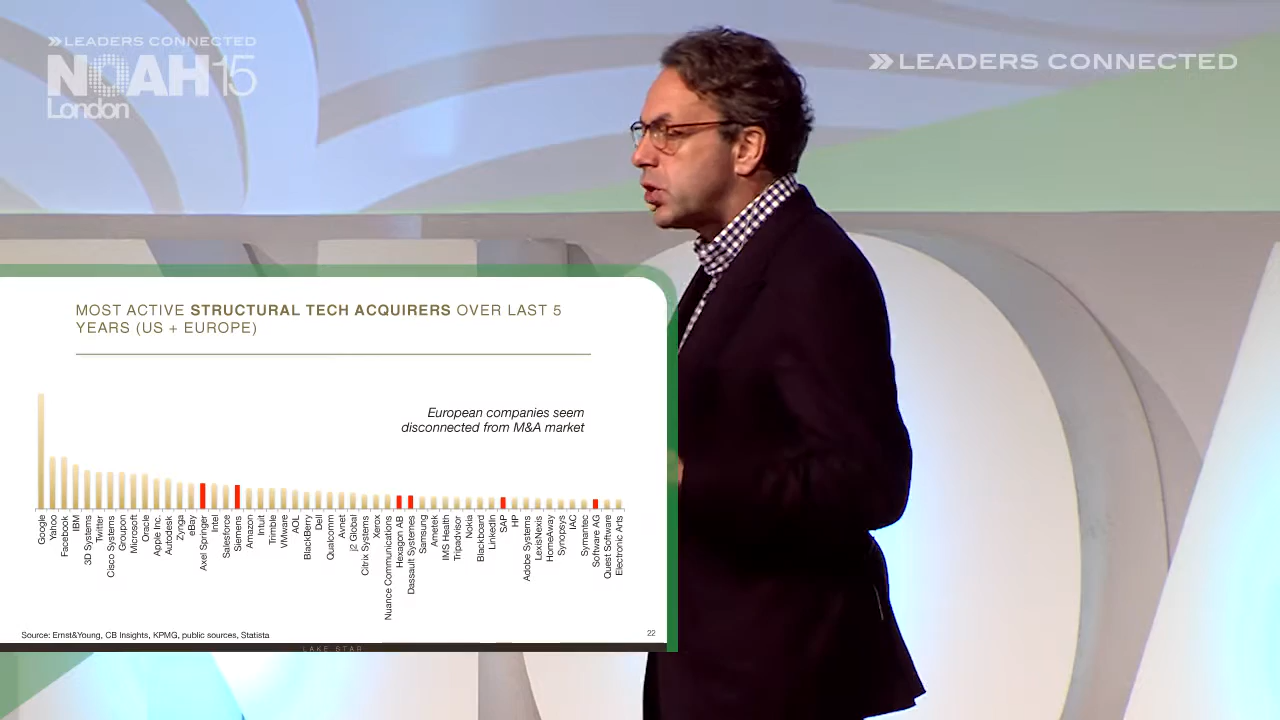 LEADERS CONNECTED
NOAH15
London
LEADERS CONNECTED
MOST ACTIVE STRUCTURAL TECH ACQUIRERS OVER LAST 5
YEARS (US + EUROPE)
European companies seem
disconnected from M&A market
Google
Yahoo
Facebook
IBM
3D Systems
Twitter
Cisco Systems
Groupon
Microsoft
Oracle
Apple Inc.
Autodesk
Zynga
eBay
Axel Springer
Intel
Salesforce
Siemens
Amazon
Intuit
Trimble
VMware
AOL
BlackBerry
Dell
Qualcomm
Avnet
j2 Global
Citrix Systems
Xerox
Nuance Communications
Hexagon AB
Dassault Systemes
Samsung
Ametek
IMS Health
Tripadvisor
Nokia
Blackboard
LinkedIn
SAP
HP
Adobe Systems
LexisNexis
HomeAway
Synopsys
IAC
Symantec
Software AG
Quest Software
Electronic Arts
Source: Ernst&Young, CB Insights, KPMG, public sources, Statista
22
LAKE STAR